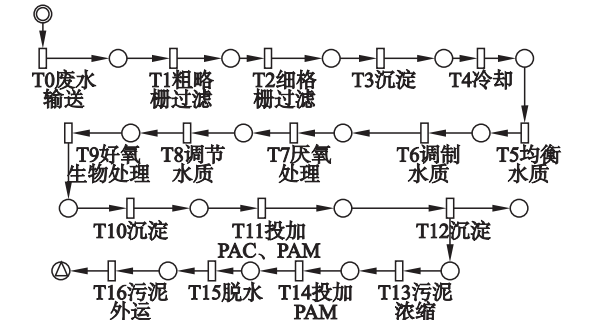 T0废水
输送
T1粗略
栅过滤
T2细格
栅过滤
T3沉淀
T4冷却
T5均衡
水质
T6调制
水质
T7厌氧
处理
T8调节
水质
T9好氧
生物处理
T10沉淀
T11投加
PAC、PAM
T12沉淀
T13污泥
浓缩
T14投加
PAM
T15脱水
T16污泥
外运